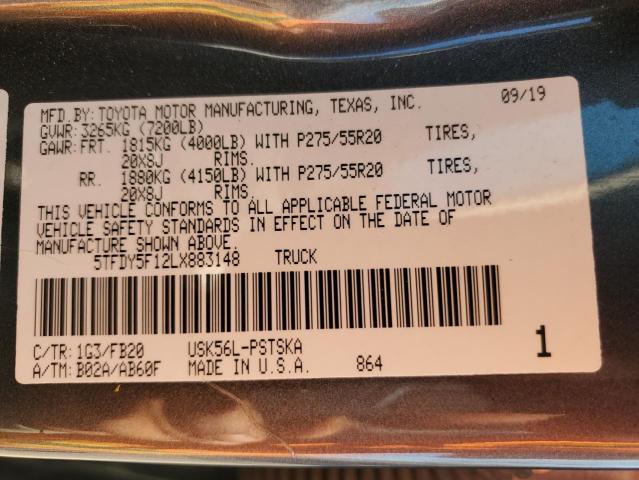 MFD.BY:TOYOTA MOTOR MANUFACTURING, TEXAS, INC. 09/19
GVWR:3265KG (7200LB)
GAWR:FRT. 1815KG (4000LB) WITH P275/55R20 TIRES,
20X8J RIMS.
RR. 1880KG (4150LB) WITH P275/55R20 TIRES,
20X8J RIMS.
THIS VEHICLE CONFORMS TO ALL APPLICABLE FEDERAL MOTOR
VEHICLE SAFETY STANDARDS IN EFFECT ON THE DATE OF
MANUFACTURE SHOWN ABOVE.
5TFDY5F12LX883148 TRUCK
C/TR:1G3/FB20 USK56L-PSTSKA
A/TM:B02A/AB60F MADE IN U.S.A. 864 1